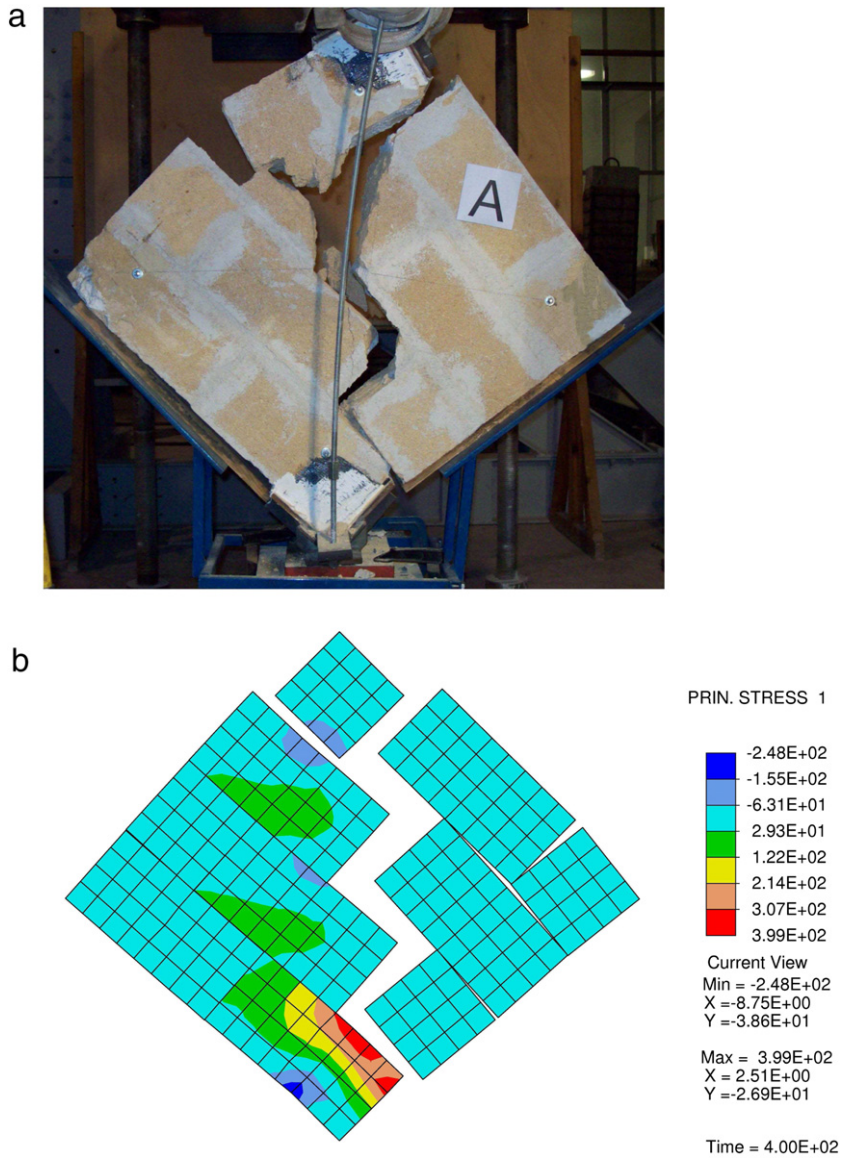 a
A
b
PRIN. STRESS 1
-2.48E+02
-1.55E+02
-6.31E+01
2.93E+01
1.22E+02
2.14E+02
3.07E+02
3.99E+02
Current View
Min = -2.48E+02
X =-8.75E+00
Y =-3.86E+01
Max = 3.99E+02
X = 2.51E+00
Y =-2.69E+01
Time = 4.00E+02